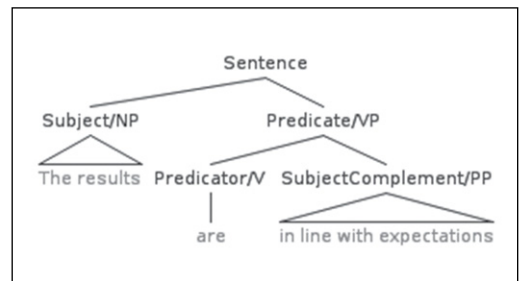 Sentence
Subject/NP Predicate/VP
The results Predicator/V SubjectComplement/PP
are in line with expectations